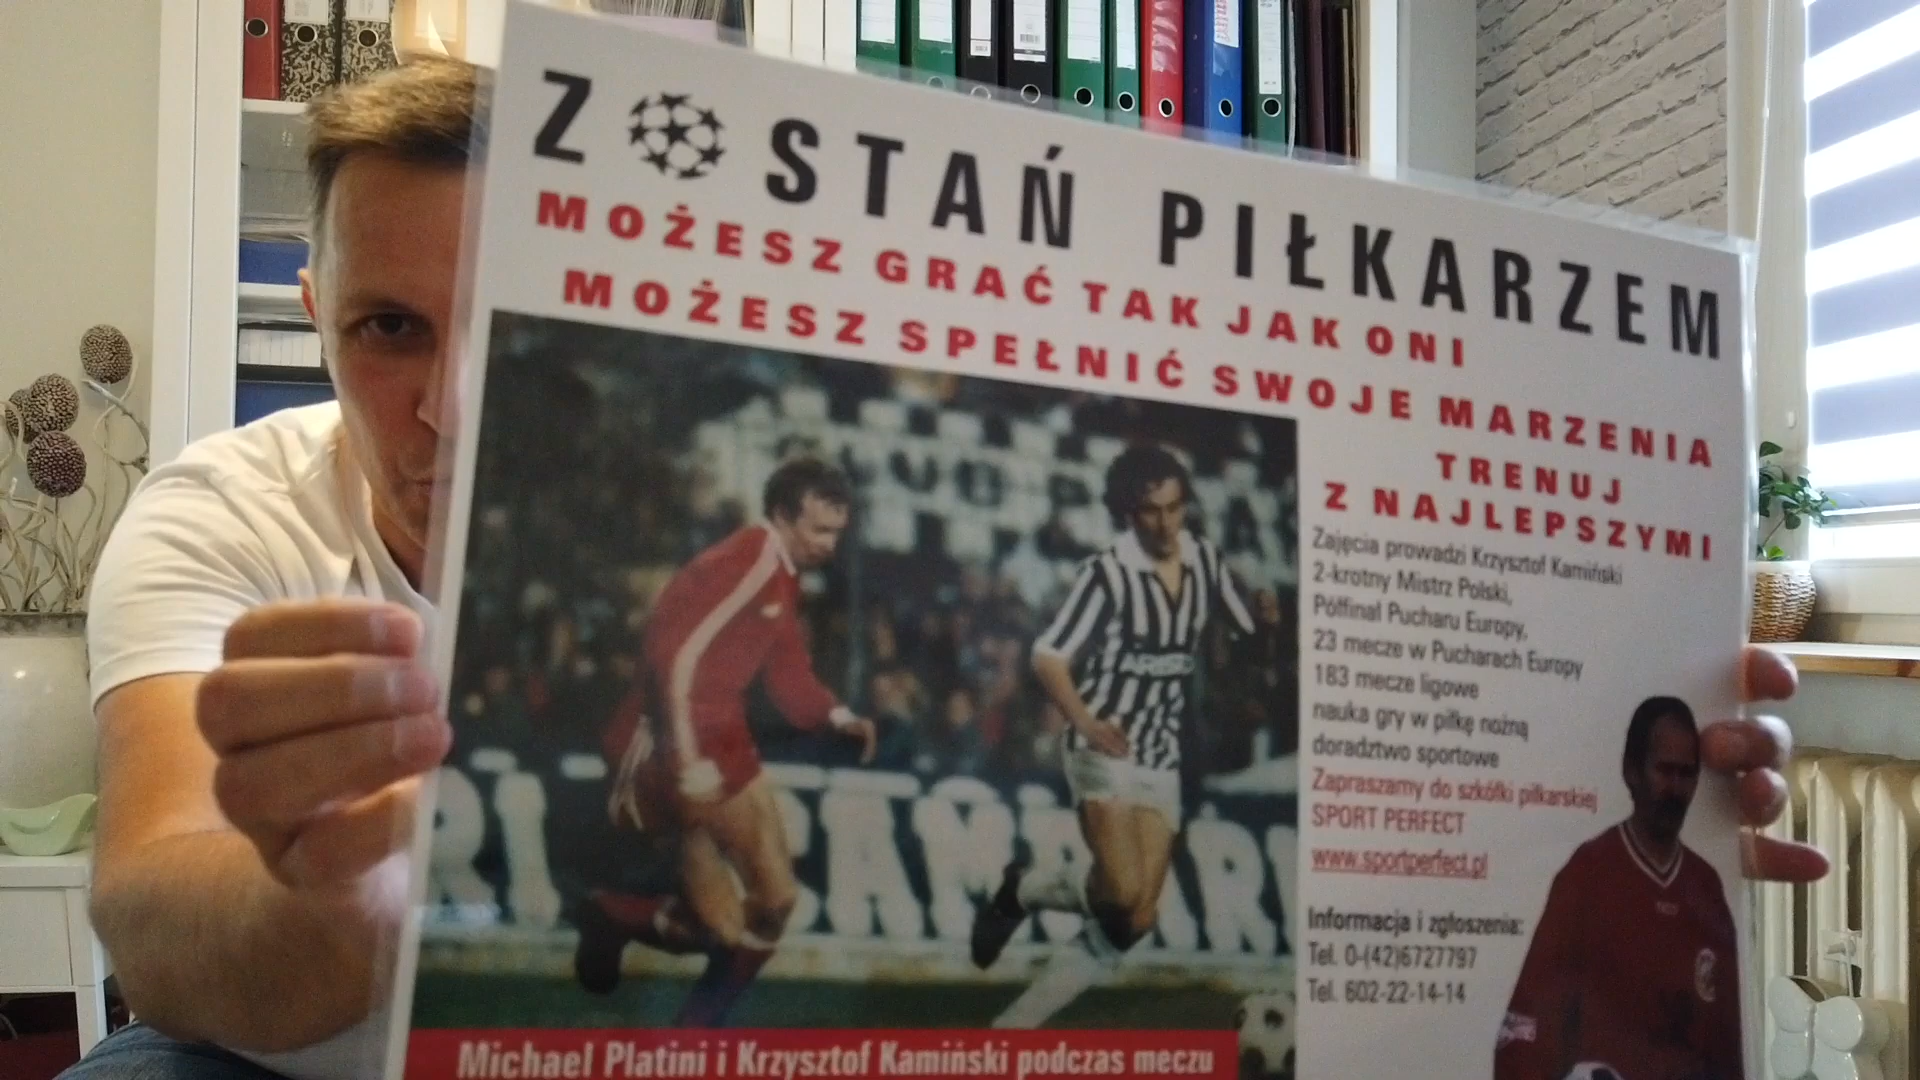 ZOSTAŃ PIŁKARZEM
MOŻESZ GRAĆ TAK JAK ONI
MOŻESZ SPEŁNIĆ SWOJE MARZENIA
TRENUJ
Z NAJLEPSZYMI
Zajęcia prowadzi Krzysztof Kamiński
2-krotny Mistrz Polski,
Półfinał Pucharu Europy,
23 mecze w Pucharach Europy
183 mecze ligowe
nauka gry w piłkę nożną
doradztwo sportowe
Zapraszamy do szkółki piłkarskiej
SPORT PERFECT
www.sportperfect.pl
Informacja i zgłoszenia:
Tel. 0-(42)6727797
Tel. 602-22-14-14
ARISTON
Michael Platini i Krzysztof Kamiński podczas meczu